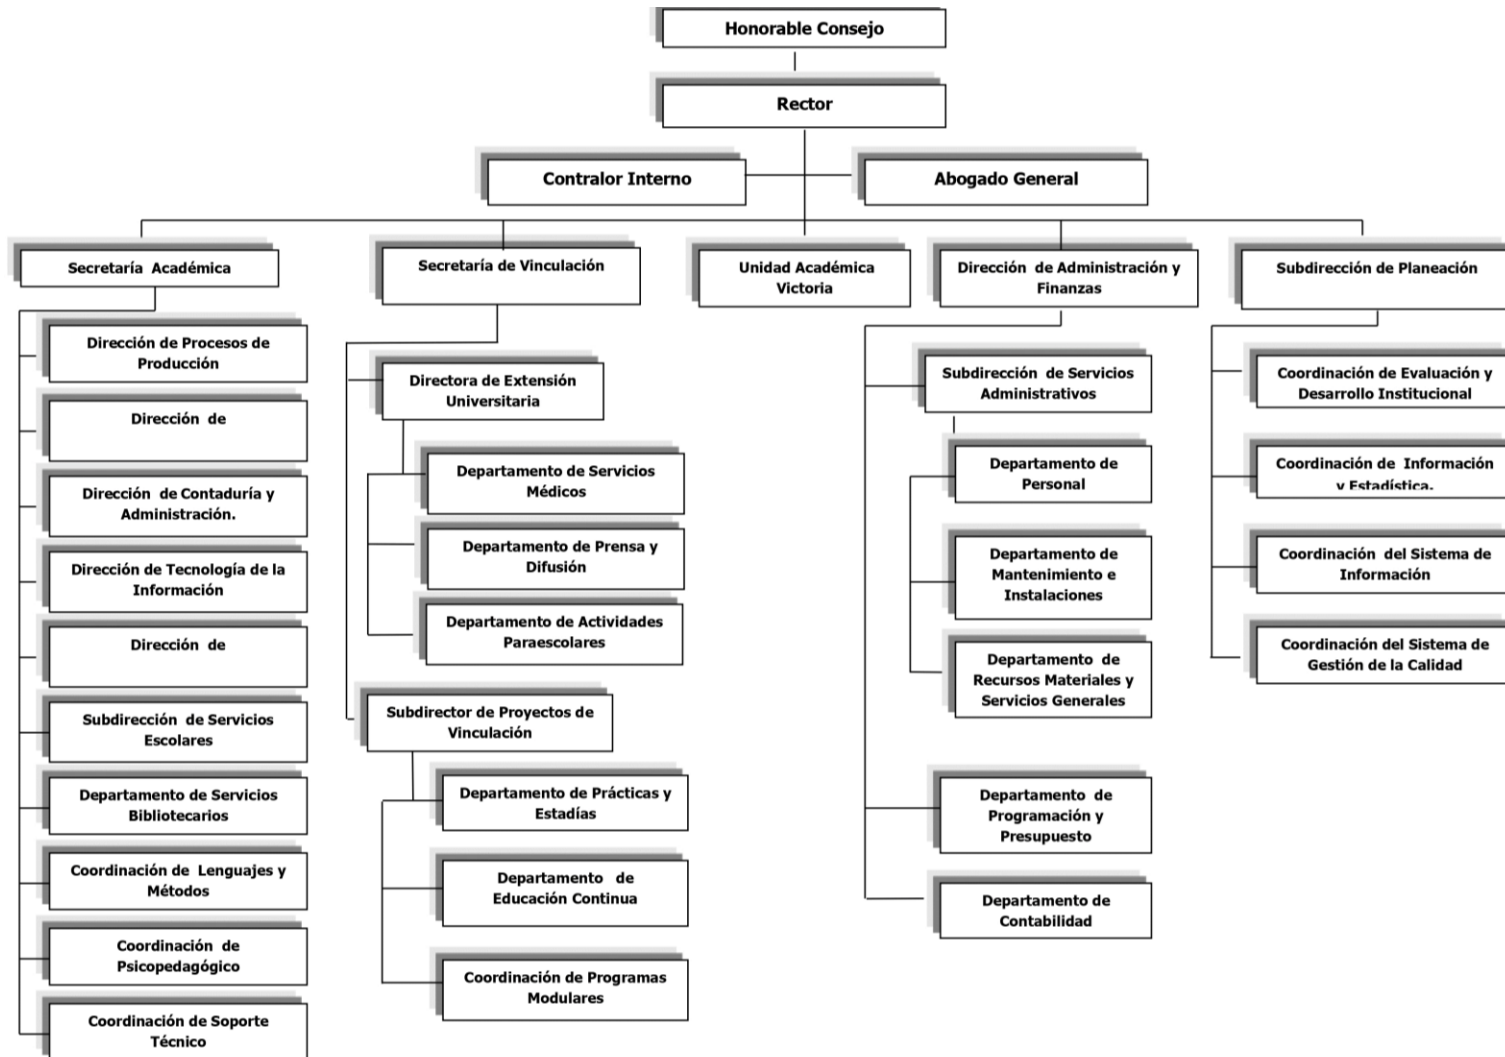 Honorable Consejo
Rector
Contralor Interno
Abogado General
Secretaría Académica
Dirección de Procesos de
Producción
Dirección de
Dirección de Contaduría y
Administración.
Dirección de Tecnología de la
Información
Dirección de
Subdirección de Servicios
Escolares
Departamento de Servicios
Bibliotecarios
Coordinación de Lenguajes y
Métodos
Coordinación de
Psicopedagógico
Coordinación de Soporte
Técnico
Secretaría de Vinculación
Directora de Extensión
Universitaria
Departamento de Servicios
Médicos
Departamento de Prensa y
Difusión
Departamento de Actividades
Paraescolares
Subdirector de Proyectos de
Vinculación
Departamento de Prácticas y
Estadías
Departamento de
Educación Continua
Coordinación de Programas
Modulares
Unidad Académica
Victoria
Dirección de Administración y
Finanzas
Subdirección de Servicios
Administrativos
Departamento de
Personal
Departamento de
Mantenimiento e
Instalaciones
Departamento de
Recursos Materiales y
Servicios Generales
Departamento de
Programación y
Presupuesto
Departamento de
Contabilidad
Subdirección de Planeación
Coordinación de Evaluación y
Desarrollo Institucional
Coordinación de Información
y Estadística.
Coordinación del Sistema de
Información
Coordinación del Sistema de
Gestión de la Calidad